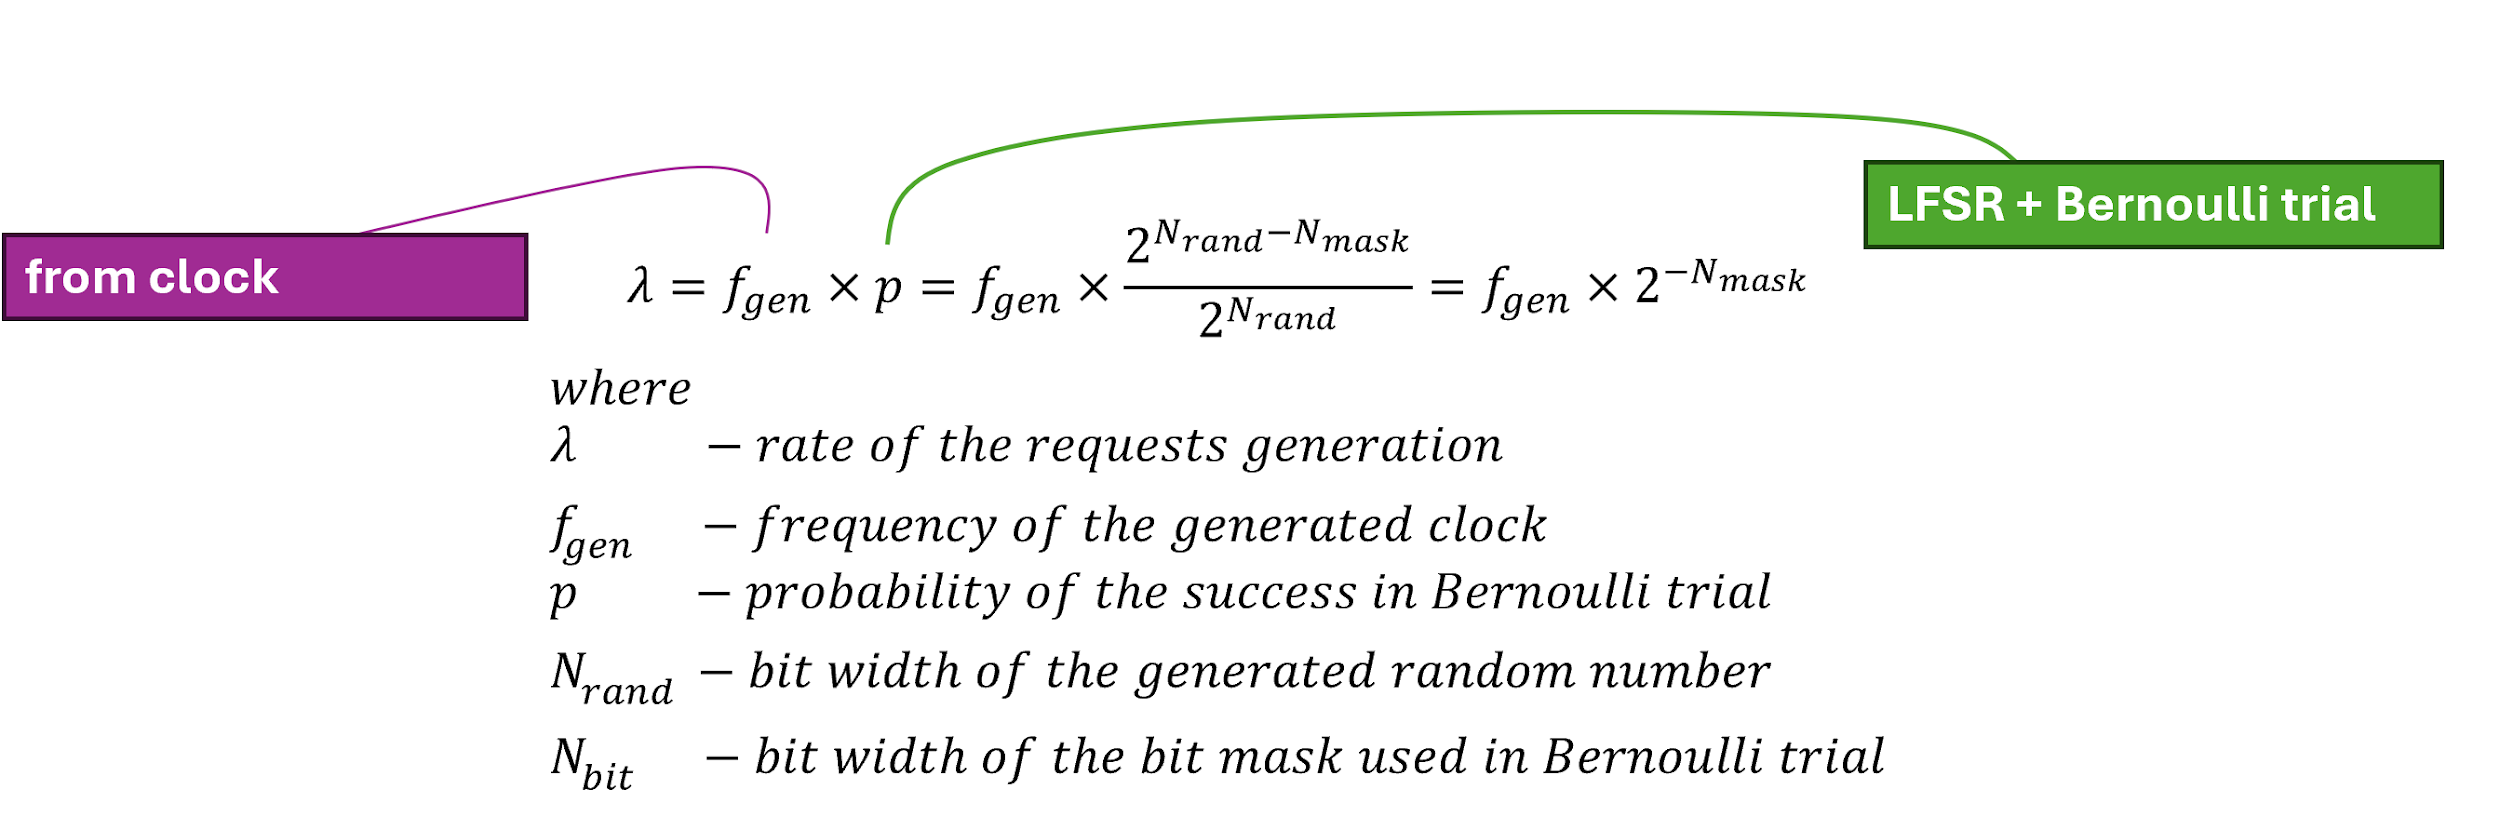 LFSR + Bernoulli trial
from clock
λ = f_gen × p = f_gen × 2^(N_rand−N_mask) / 2^(N_rand) = f_gen × 2^(−N_mask)
where
λ − rate of the requests generation
f_gen − frequency of the generated clock
p − probability of the success in Bernoulli trial
N_rand − bit width of the generated random number
N_bit − bit width of the bit mask used in Bernoulli trial